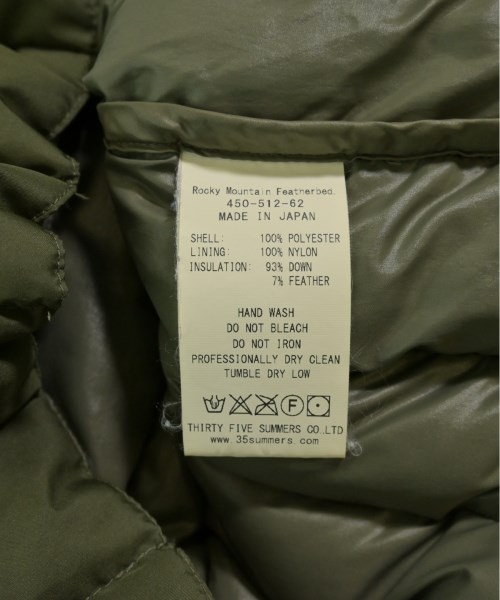 Rocky Mountain Featherbed.
450-512-62
MADE IN JAPAN
SHELL: 100% POLYESTER
LINING: 100% NYLON
INSULATION: 93% DOWN
7% FEATHER
HAND WASH
DO NOT BLEACH
DO NOT IRON
PROFESSIONALLY DRY CLEAN
TUMBLE DRY LOW
F
THIRTY FIVE SUMMERS CO.,LTD
www.35summers.com